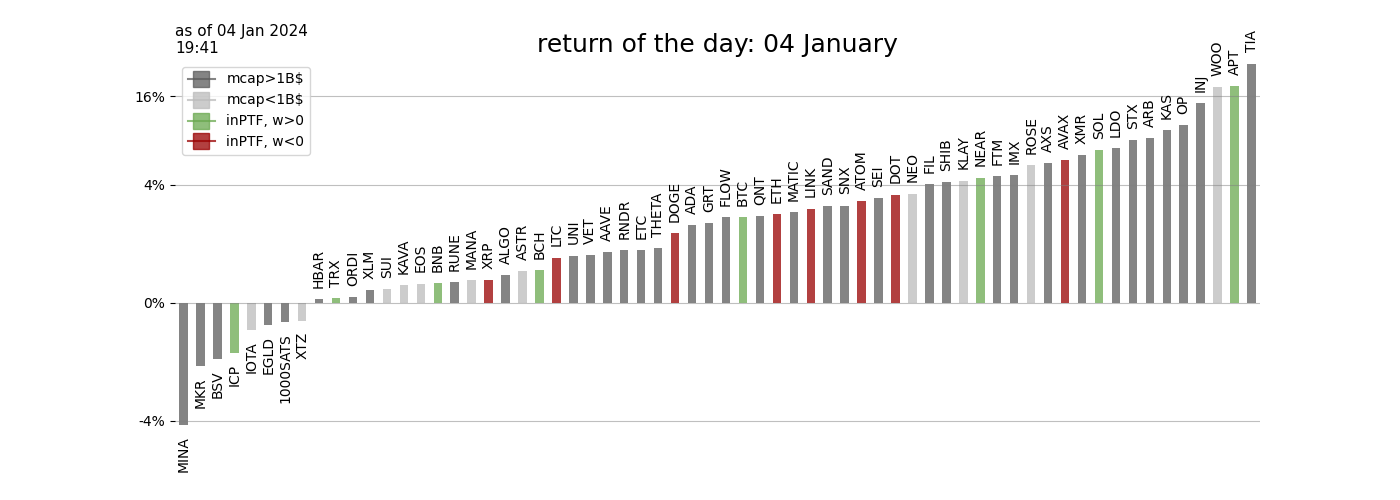 as of 04 Jan 2024
19:41
return of the day: 04 January
mcap>1B$
mcap<1B$
inPTF, w>0
inPTF, w<0
16%
4%
0%
-4%
MINA
MKR
BSV
ICP
IOTA
EGLD
1000SATS
XTZ
HBAR
TRX
ORDI
XLM
SUI
KAVA
EOS
BNB
RUNE
MANA
XRP
ALGO
ASTR
BCH
LTC
UNI
VET
AAVE
RNDR
ETC
THETA
DOGE
ADA
GRT
FLOW
BTC
QNT
ETH
MATIC
LINK
SAND
SNX
ATOM
SEI
DOT
NEO
FIL
SHIB
KLAY
NEAR
FTM
IMX
ROSE
AXS
AVAX
XMR
SOL
LDO
STX
ARB
KAS
OP
INJ
WOO
APT
TIA